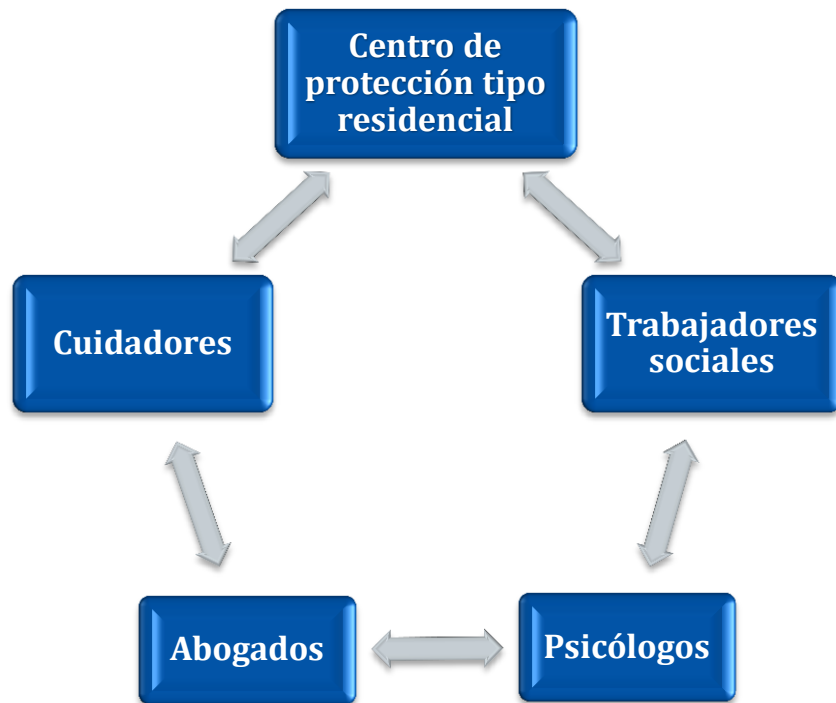 Centro de
protección tipo
residencial
Cuidadores
Trabajadores
sociales
Abogados
Psicólogos